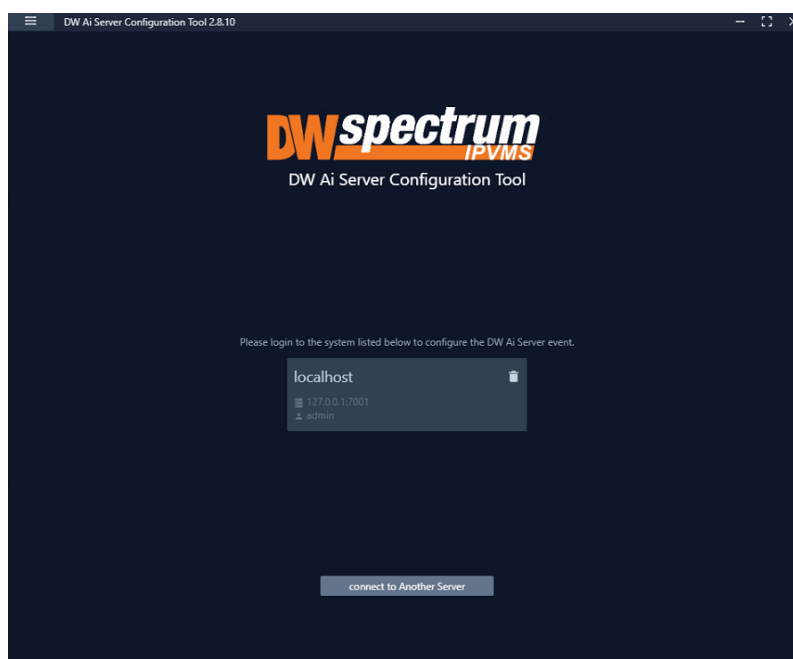 DW Ai Server Configuration Tool 2.8.10
DW spectrum
IPVMS
DW Ai Server Configuration Tool
Please login to the system listed below to configure the DW Ai Server event.
localhost
127.0.0.1:7001
admin
connect to Another Server